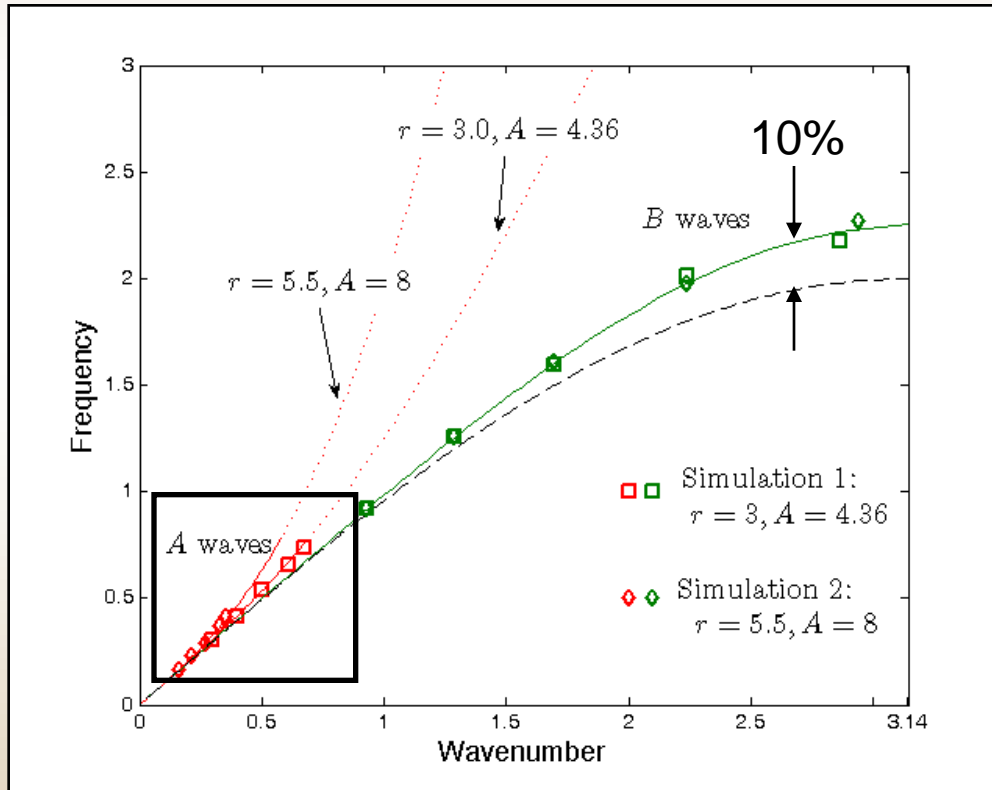 3
2.5
2
1.5
1
0.5
0
Frequency
r = 3.0, A = 4.36
10%
B waves
r = 5.5, A = 8
A waves
Simulation 1:
r = 3, A = 4.36
Simulation 2:
r = 5.5, A = 8
0 0.5 1 1.5 2 2.5 3.14
Wavenumber